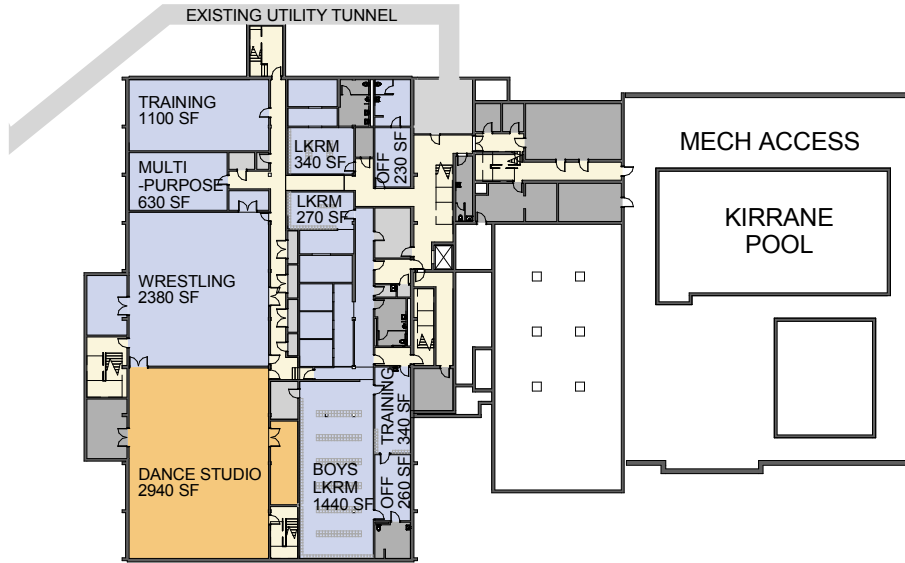 EXISTING UTILITY TUNNEL
TRAINING
1100 SF
LKRM
340 SF
OFF
230 SF
MECH ACCESS
MULTI
-PURPOSE
630 SF
LKRM
270 SF
KIRRANE
POOL
WRESTLING
2380 SF
TRAINING
340 SF
DANCE STUDIO
2940 SF
BOYS
LKRM
1440 SF
OFF
260 SF